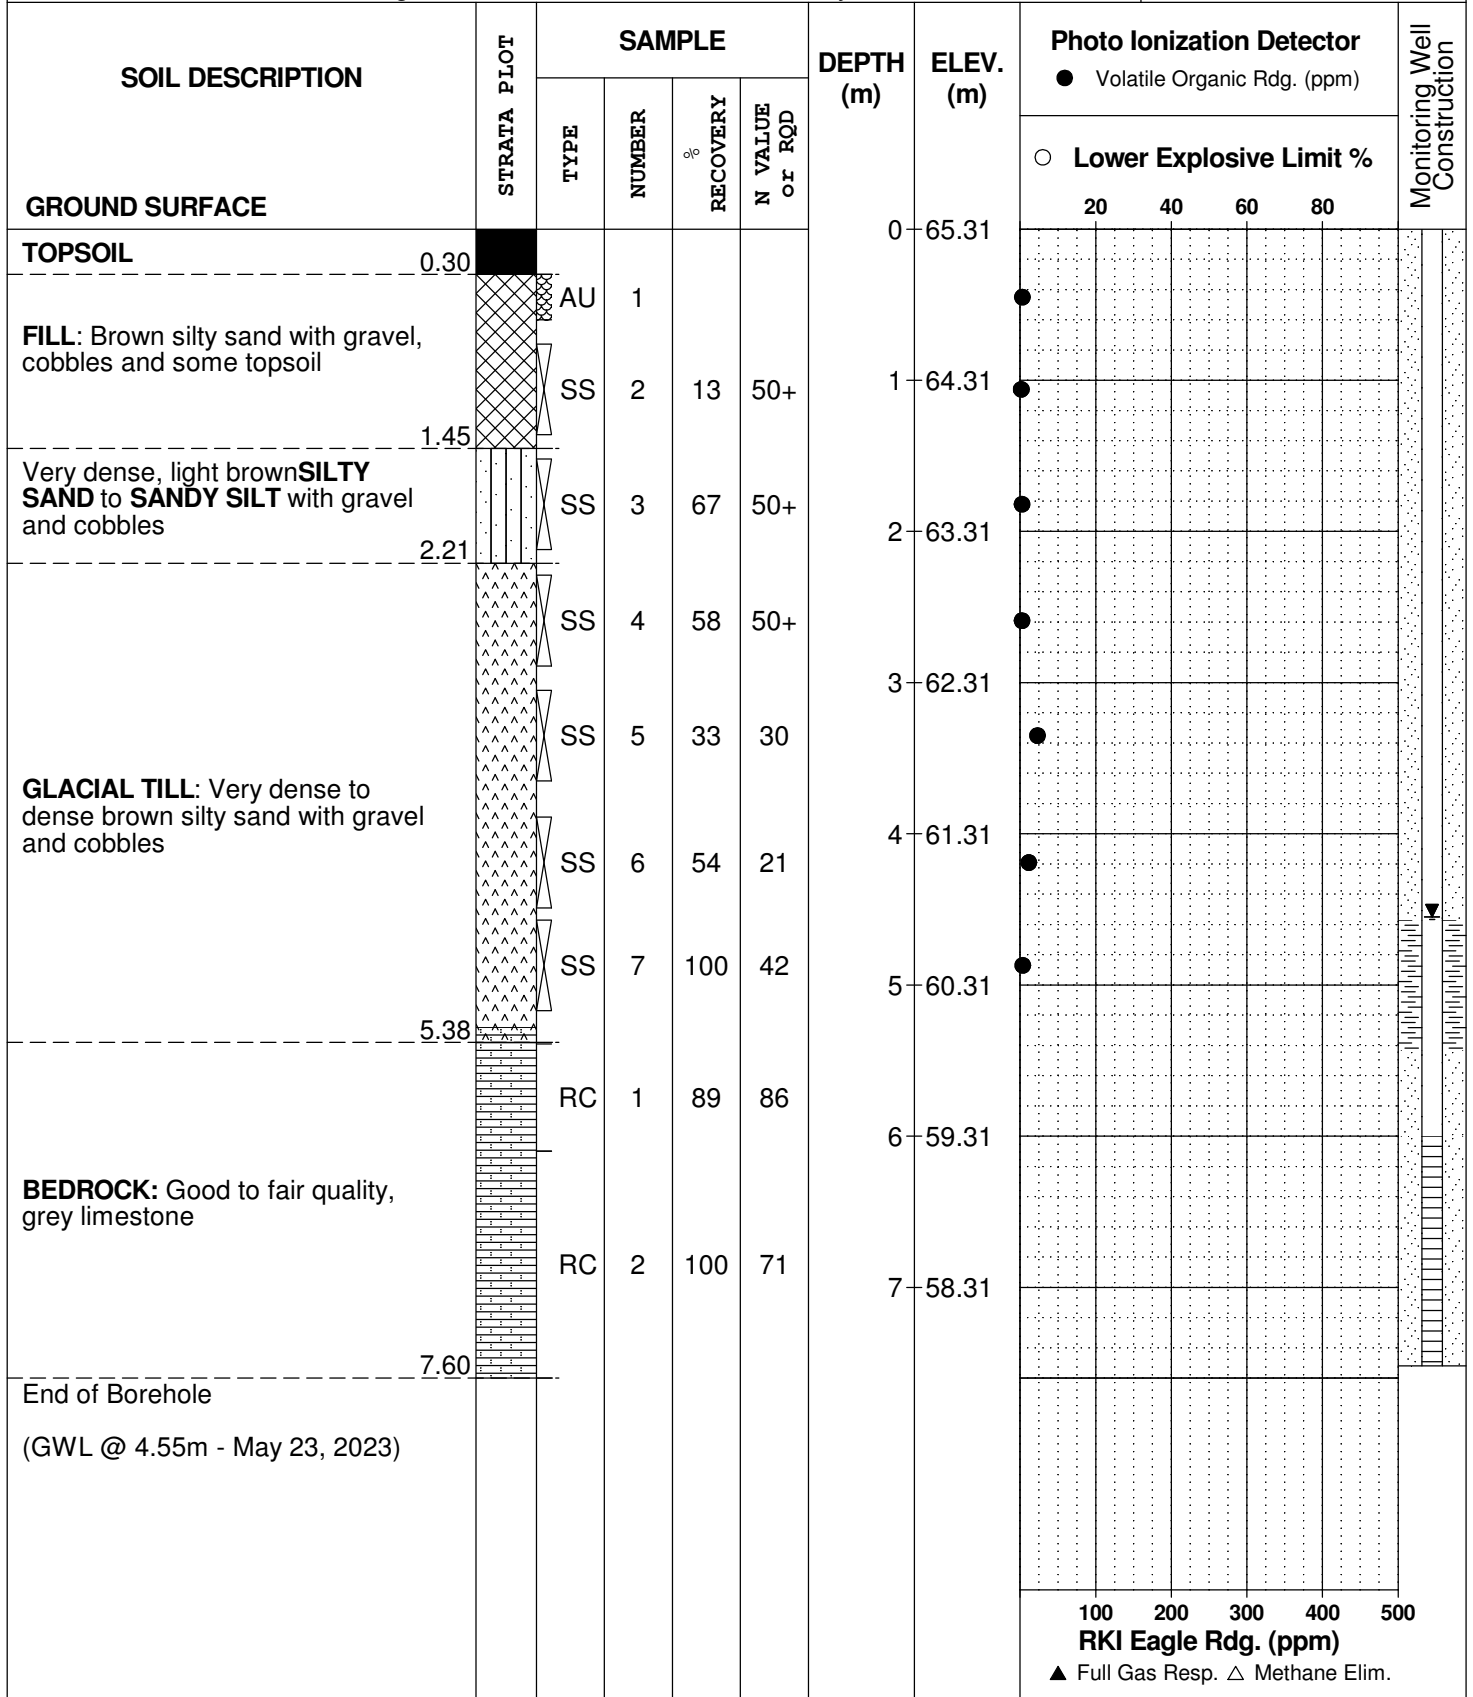 SOIL DESCRIPTION
GROUND SURFACE
STRATA PLOT
SAMPLE
TYPE
NUMBER
%
RECOVERY
N VALUE
or RQD
DEPTH
(m)
ELEV.
(m)
Photo Ionization Detector
● Volatile Organic Rdg. (ppm)
○ Lower Explosive Limit %
20 40 60 80
Monitoring Well
Construction
0 65.31
TOPSOIL
0.30
AU 1
FILL: Brown silty sand with gravel,
cobbles and some topsoil
SS 2 13 50+
1 64.31
1.45
Very dense, light brownSILTY
SAND to SANDY SILT with gravel
and cobbles
SS 3 67 50+
2 63.31
2.21
SS 4 58 50+
3 62.31
SS 5 33 30
GLACIAL TILL: Very dense to
dense brown silty sand with gravel
and cobbles
4 61.31
SS 6 54 21
SS 7 100 42
5 60.31
5.38
RC 1 89 86
6 59.31
BEDROCK: Good to fair quality,
grey limestone
RC 2 100 71
7 58.31
7.60
End of Borehole
(GWL @ 4.55m - May 23, 2023)
100 200 300 400 500
RKI Eagle Rdg. (ppm)
▲ Full Gas Resp. △ Methane Elim.